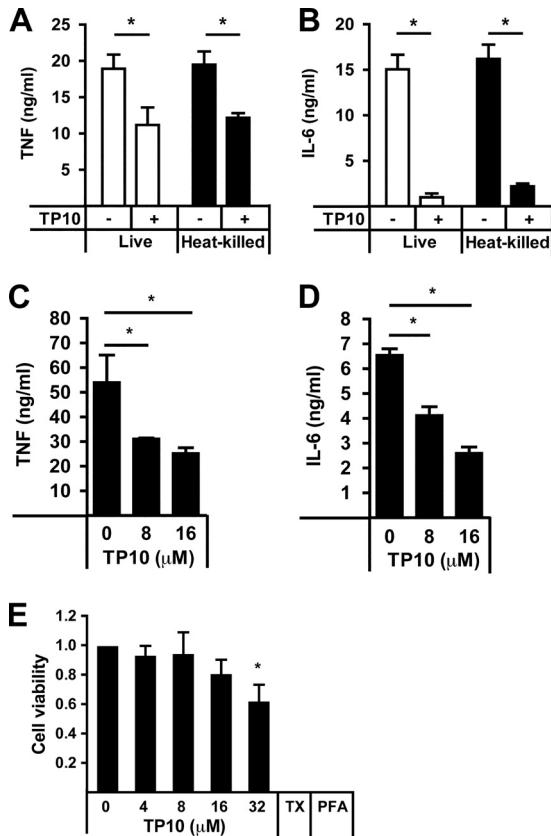 A
TNF (ng/ml)
25
20
15
10
5
*
*
TP10
-
+
-
+
Live
Heat-killed
B
IL-6 (ng/ml)
20
15
10
5
*
*
TP10
-
+
-
+
Live
Heat-killed
C
TNF (ng/ml)
80
70
60
50
40
30
20
10
*
*
0
8
16
TP10 (μM)
D
IL-6 (ng/ml)
8
7
6
5
4
3
2
1
*
*
0
8
16
TP10 (μM)
E
Cell viability
1.2
1.0
0.8
0.6
0.4
0.2
*
0
4
8
16
32
TX
PFA
TP10 (μM)